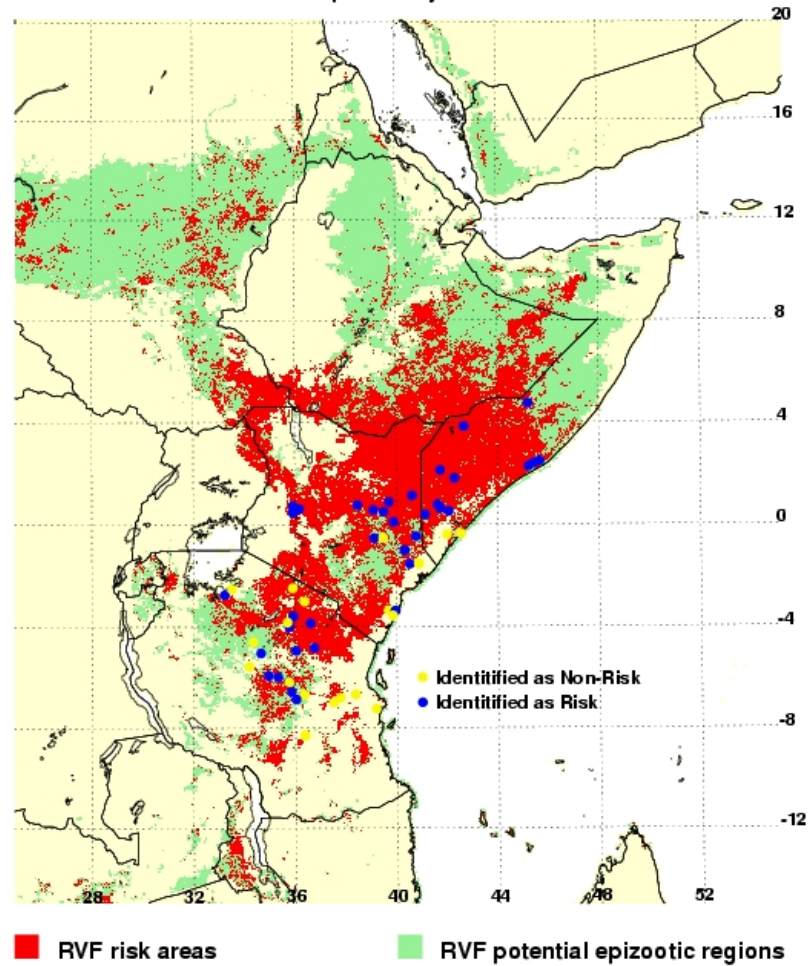 20
16
12
8
4
0
-4
Identitified as Non-Risk
Identitified as Risk
-8
-12
28 32 36 40 44 48 52
RVF risk areas RVF potential epizootic regions